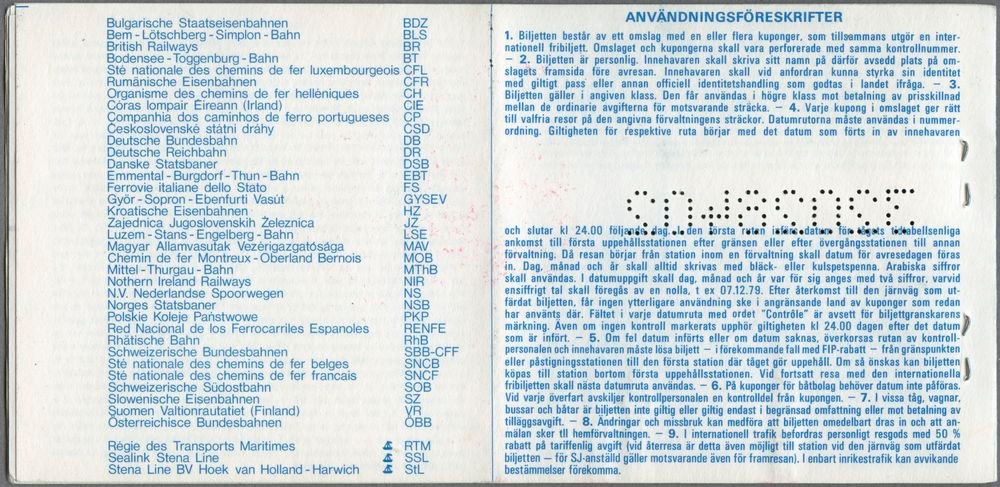 Bulgarische Staatseisenbahnen BDZ
Bern - Lötschberg - Simplon - Bahn BLS
British Railways BR
Bodensee - Toggenburg - Bahn BT
Sté nationale des chemins de fer luxembourgeois CFL
Rumänische Eisenbahnen CFR
Organisme des chemins de fer helléniques CH
Córas Iompair Éireann (Irland) CIE
Companhia dos caminhos de ferro portugueses CP
Československé státni dráhy ČSD
Deutsche Bundesbahn DB
Deutsche Reichbahn DR
Danske Statsbaner DSB
Emmental - Burgdorf - Thun - Bahn EBT
Ferrovie italiane dello Stato FS
Györ - Sopron - Ebenfurti Vasút GYSEV
Kroatische Eisenbahnen HZ
Zajednica Jugoslovenskih Železnica JZ
Luzern - Stans - Engelberg - Bahn LSE
Magyar Allamvasutak Vezérigazgatósága MAV
Chemin de fer Montreux - Oberland Bernois MOB
Mittel - Thurgau - Bahn MThB
Nothern Ireland Railways NIR
N.V. Nederlandse Spoorwegen NS
Norges Statsbaner NSB
Polskie Koleje Państwowe PKP
Red Nacional de los Ferrocarriles Espanoles RENFE
Rhätische Bahn RhB
Schweizerische Bundesbahnen SBB-CFF
Sté nationale des chemins de fer belges SNCB
Sté nationale des chemins de fer francais SNCF
Schweizerische Südostbahn SOB
Slowenische Eisenbahnen SZ
Suomen Valtionrautatiet (Finland) VR
Österreichisce Bundesbahnen ÖBB
Régie des Transports Maritimes RTM
Sealink Stena Line SSL
Stena Line BV Hoek van Holland - Harwich StL
ANVÄNDNINGSFÖRESKRIFTER
1. Biljetten består av ett omslag med en eller flera kuponger, som tillsammans utgör en inter-
nationell fribiljett. Omslaget och kupongerna skall vara perforerade med samma kontrollnummer.
— 2. Biljetten är personlig. Innehavaren skall skriva sitt namn på därför avsedd plats på om-
slagets framsida före avresan. Innehavaren skall vid anfordran kunna styrka sin identitet
med giltigt pass eller annan officiell identitetshandling som godtas i landet ifråga. — 3.
Biljetten gäller i angiven klass. Den får användas i högre klass mot betalning av prisskillnad
mellan de ordinarie avgifterna för motsvarande sträcka. — 4. Varje kupong i omslaget ger rätt
till valfria resor på den angivna förvaltningens sträckor. Datumrutorna måste användas i nummer-
ordning. Giltigheten för respektive ruta börjar med det datum som förts in av innehavaren
och slutar kl 24.00 följande dag. I den första rutan införs datum för tågets tidtabellsenliga
ankomst till första uppehållsstationen efter gränsen eller efter övergångsstationen till annan
förvaltning. Då resan börjar från station inom en förvaltning skall datum för avresedagen föras
in. Dag, månad och år skall alltid skrivas med bläck- eller kulspetspenna. Arabiska siffror
skall användas. I datumuppgift skall dag, månad och år var för sig anges med två siffror, varvid
ensiffrigt tal skall föregås av en nolla, t ex 07.12.79. Efter återkomst till den järnväg som ut-
färdat biljetten, får ingen ytterligare användning ske i angränsande land av kuponger som redan
har använts där. Fältet i varje datumruta med ordet "Contrôle" är avsett för biljettgranskarens
märkning. Även om ingen kontroll markerats upphör giltigheten kl 24.00 dagen efter det datum
som är infört. — 5. Om fel datum införts eller om datum saknas, överkorsas rutan av kontroll-
personalen och innehavaren måste lösa biljett — i förekommande fall med FIP-rabatt — från gränspunkten
eller påstigningsstationen till den första station där tåget gör uppehåll. Om så önskas kan biljetten
köpas till station bortom första uppehållsstationen. Vid fortsatt resa med den internationella
fribiljetten skall nästa datumruta användas. — 6. På kuponger för båtbolag behöver datum inte påföras.
Vid varje överfart avskiljer kontrollpersonalen en kontrolldel från kupongen. — 7. I vissa tåg, vagnar,
bussar och båtar är biljetten inte giltig eller giltig endast i begränsad omfattning eller mot betalning av
tilläggsavgift. — 8. Ändringar och missbruk kan medföra att biljetten omedelbart dras in och att an-
mälan sker till hemförvaltningen. — 9. I internationell trafik befordras personligt resgods med 50 %
rabatt på tariffenlig avgift (vid återresa är detta även möjligt till station vid den järnväg som utfärdat
biljetten — för SJ-anställd gäller motsvarande även för framresan). I enbart inrikestrafik kan avvikande
bestämmelser förekomma.